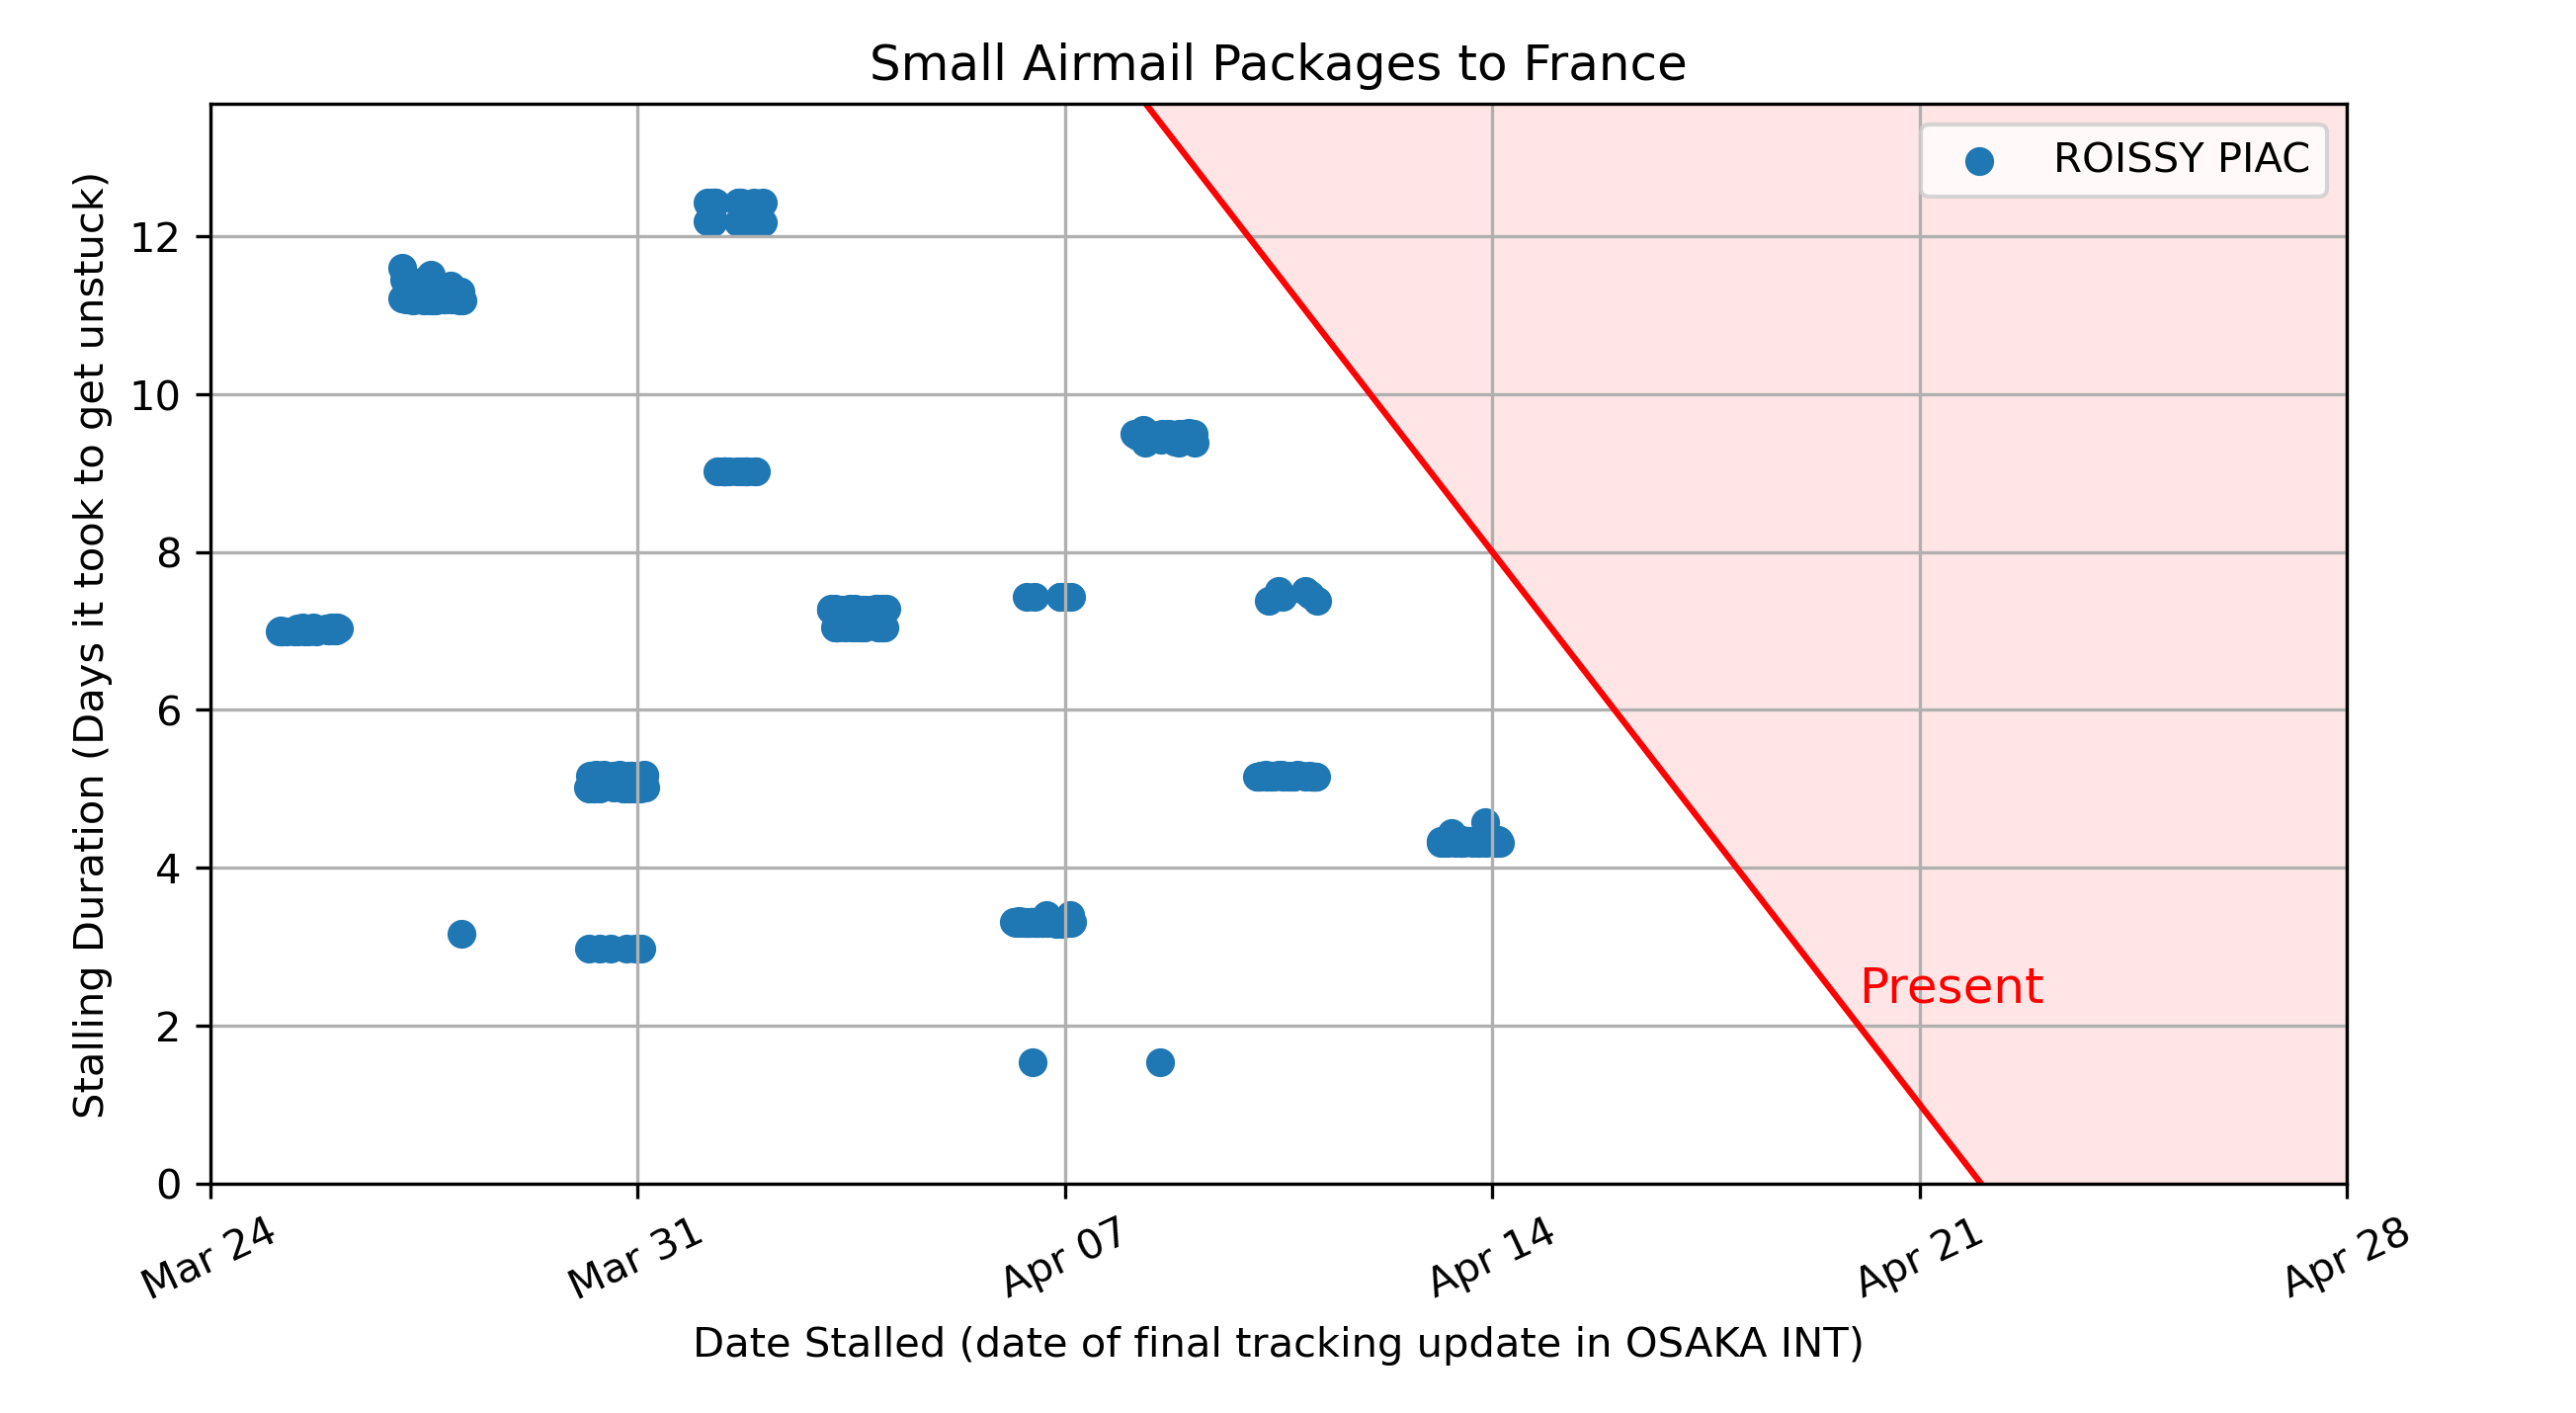 Small Airmail Packages to France
ROISSY PIAC
Stalling Duration (Days it took to get unstuck)
12
10
8
6
4
2
0
Present
Mar 24
Mar 31
Apr 07
Apr 14
Apr 21
Apr 28
Date Stalled (date of final tracking update in OSAKA INT)